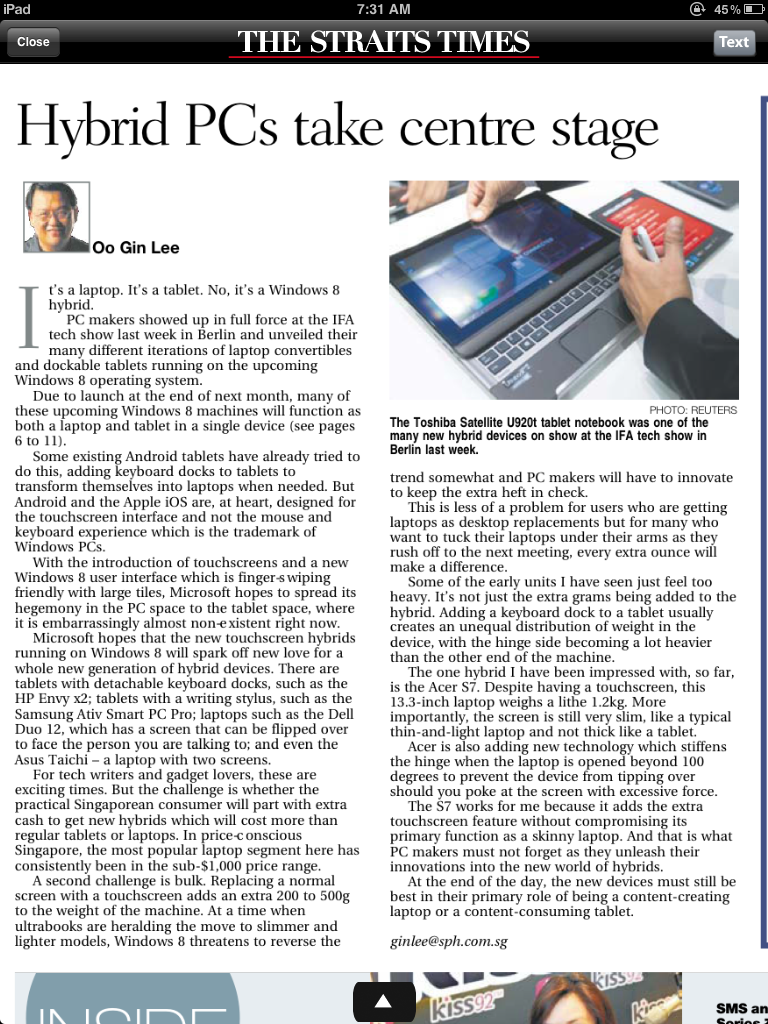 iPad
7:31 AM
45%
Close
THE STRAITS TIMES
Text
Hybrid PCs take centre stage
Oo Gin Lee
It's a laptop. It's a tablet. No, it's a Windows 8
hybrid.
PC makers showed up in full force at the IFA
tech show last week in Berlin and unveiled their
many different iterations of laptop convertibles
and dockable tablets running on the upcoming
Windows 8 operating system.
Due to launch at the end of next month, many of
these upcoming Windows 8 machines will function as
both a laptop and tablet in a single device (see pages
6 to 11).
Some existing Android tablets have already tried to
do this, adding keyboard docks to tablets to
transform themselves into laptops when needed. But
Android and the Apple iOS are, at heart, designed for
the touchscreen interface and not the mouse and
keyboard experience which is the trademark of
Windows PCs.
With the introduction of touchscreens and a new
Windows 8 user interface which is finger-swiping
friendly with large tiles, Microsoft hopes to spread its
hegemony in the PC space to the tablet space, where
it is embarrassingly almost non-existent right now.
Microsoft hopes that the new touchscreen hybrids
running on Windows 8 will spark off new love for a
whole new generation of hybrid devices. There are
tablets with detachable keyboard docks, such as the
HP Envy x2; tablets with a writing stylus, such as the
Samsung Ativ Smart PC Pro; laptops such as the Dell
Duo 12, which has a screen that can be flipped over
to face the person you are talking to; and even the
Asus Taichi – a laptop with two screens.
For tech writers and gadget lovers, these are
exciting times. But the challenge is whether the
practical Singaporean consumer will part with extra
cash to get new hybrids which will cost more than
regular tablets or laptops. In price-conscious
Singapore, the most popular laptop segment here has
consistently been in the sub-$1,000 price range.
A second challenge is bulk. Replacing a normal
screen with a touchscreen adds an extra 200 to 500g
to the weight of the machine. At a time when
ultrabooks are heralding the move to slimmer and
lighter models, Windows 8 threatens to reverse the
PHOTO: REUTERS
The Toshiba Satellite U920t tablet notebook was one of the
many new hybrid devices on show at the IFA tech show in
Berlin last week.
trend somewhat and PC makers will have to innovate
to keep the extra heft in check.
This is less of a problem for users who are getting
laptops as desktop replacements but for many who
want to tuck their laptops under their arms as they
rush off to the next meeting, every extra ounce will
make a difference.
Some of the early units I have seen just feel too
heavy. It's not just the extra grams being added to the
hybrid. Adding a keyboard dock to a tablet usually
creates an unequal distribution of weight in the
device, with the hinge side becoming a lot heavier
than the other end of the machine.
The one hybrid I have been impressed with, so far,
is the Acer S7. Despite having a touchscreen, this
13.3-inch laptop weighs a lithe 1.2kg. More
importantly, the screen is still very slim, like a typical
thin-and-light laptop and not thick like a tablet.
Acer is also adding new technology which stiffens
the hinge when the laptop is opened beyond 100
degrees to prevent the device from tipping over
should you poke at the screen with excessive force.
The S7 works for me because it adds the extra
touchscreen feature without compromising its
primary function as a skinny laptop. And that is what
PC makers must not forget as they unleash their
innovations into the new world of hybrids.
At the end of the day, the new devices must still be
best in their primary role of being a content-creating
laptop or a content-consuming tablet.
ginlee@sph.com.sg
INSIDE
kiss92
kiss92
SMS an